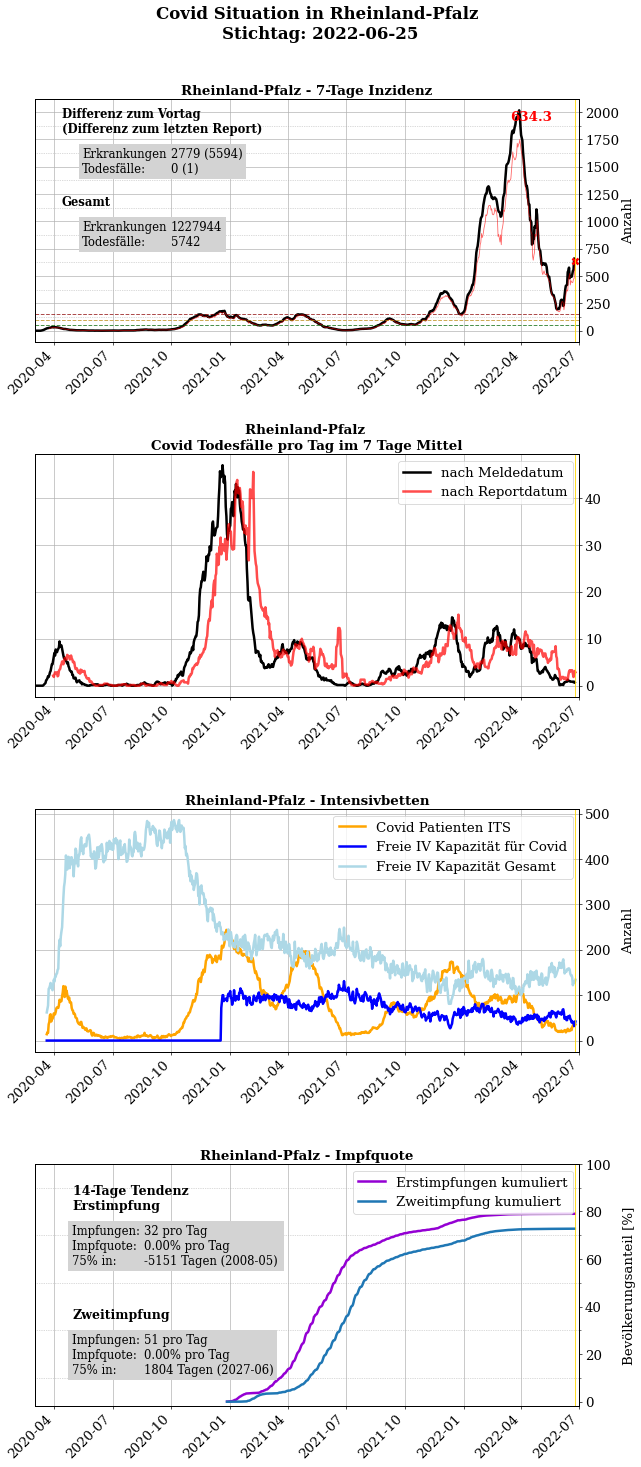 Covid Situation in Rheinland-Pfalz
Stichtag: 2022-06-25
Rheinland-Pfalz - 7-Tage Inzidenz
Differenz zum Vortag
(Differenz zum letzten Report)
Erkrankungen 2779 (5594)
Todesfälle: 0 (1)
Gesamt
Erkrankungen 1227944
Todesfälle: 5742
634.3
2000
1750
1500
1250
1000
750
500
250
0
Anzahl
2020-04
2020-07
2020-10
2021-01
2021-04
2021-07
2021-10
2022-01
2022-04
2022-07
Rheinland-Pfalz
Covid Todesfälle pro Tag im 7 Tage Mittel
nach Meldedatum
nach Reportdatum
40
30
20
10
0
2020-04
2020-07
2020-10
2021-01
2021-04
2021-07
2021-10
2022-01
2022-04
2022-07
Rheinland-Pfalz - Intensivbetten
Covid Patienten ITS
Freie IV Kapazität für Covid
Freie IV Kapazität Gesamt
500
400
300
200
100
0
Anzahl
2020-04
2020-07
2020-10
2021-01
2021-04
2021-07
2021-10
2022-01
2022-04
2022-07
Rheinland-Pfalz - Impfquote
14-Tage Tendenz
Erstimpfung
Impfungen: 32 pro Tag
Impfquote: 0.00% pro Tag
75% in: -5151 Tagen (2008-05)
Zweitimpfung
Impfungen: 51 pro Tag
Impfquote: 0.00% pro Tag
75% in: 1804 Tagen (2027-06)
Erstimpfungen kumuliert
Zweitimpfung kumuliert
100
80
60
40
20
0
Bevölkerungsanteil [%]
2020-04
2020-07
2020-10
2021-01
2021-04
2021-07
2021-10
2022-01
2022-04
2022-07